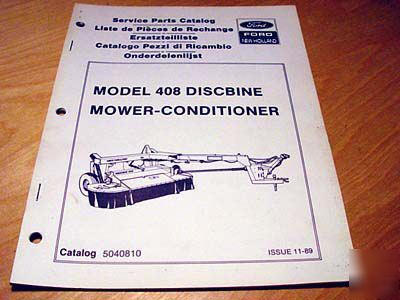 Service Parts Catalog
Liste de Pièces de Rechange
Ersatzteilliste
Catalogo Pezzi di Ricambio
Onderdelenlijst
Ford
FORD
NEW HOLLAND
MODEL 408 DISCBINE
MOWER-CONDITIONER
Catalog 5040810
ISSUE 11-89